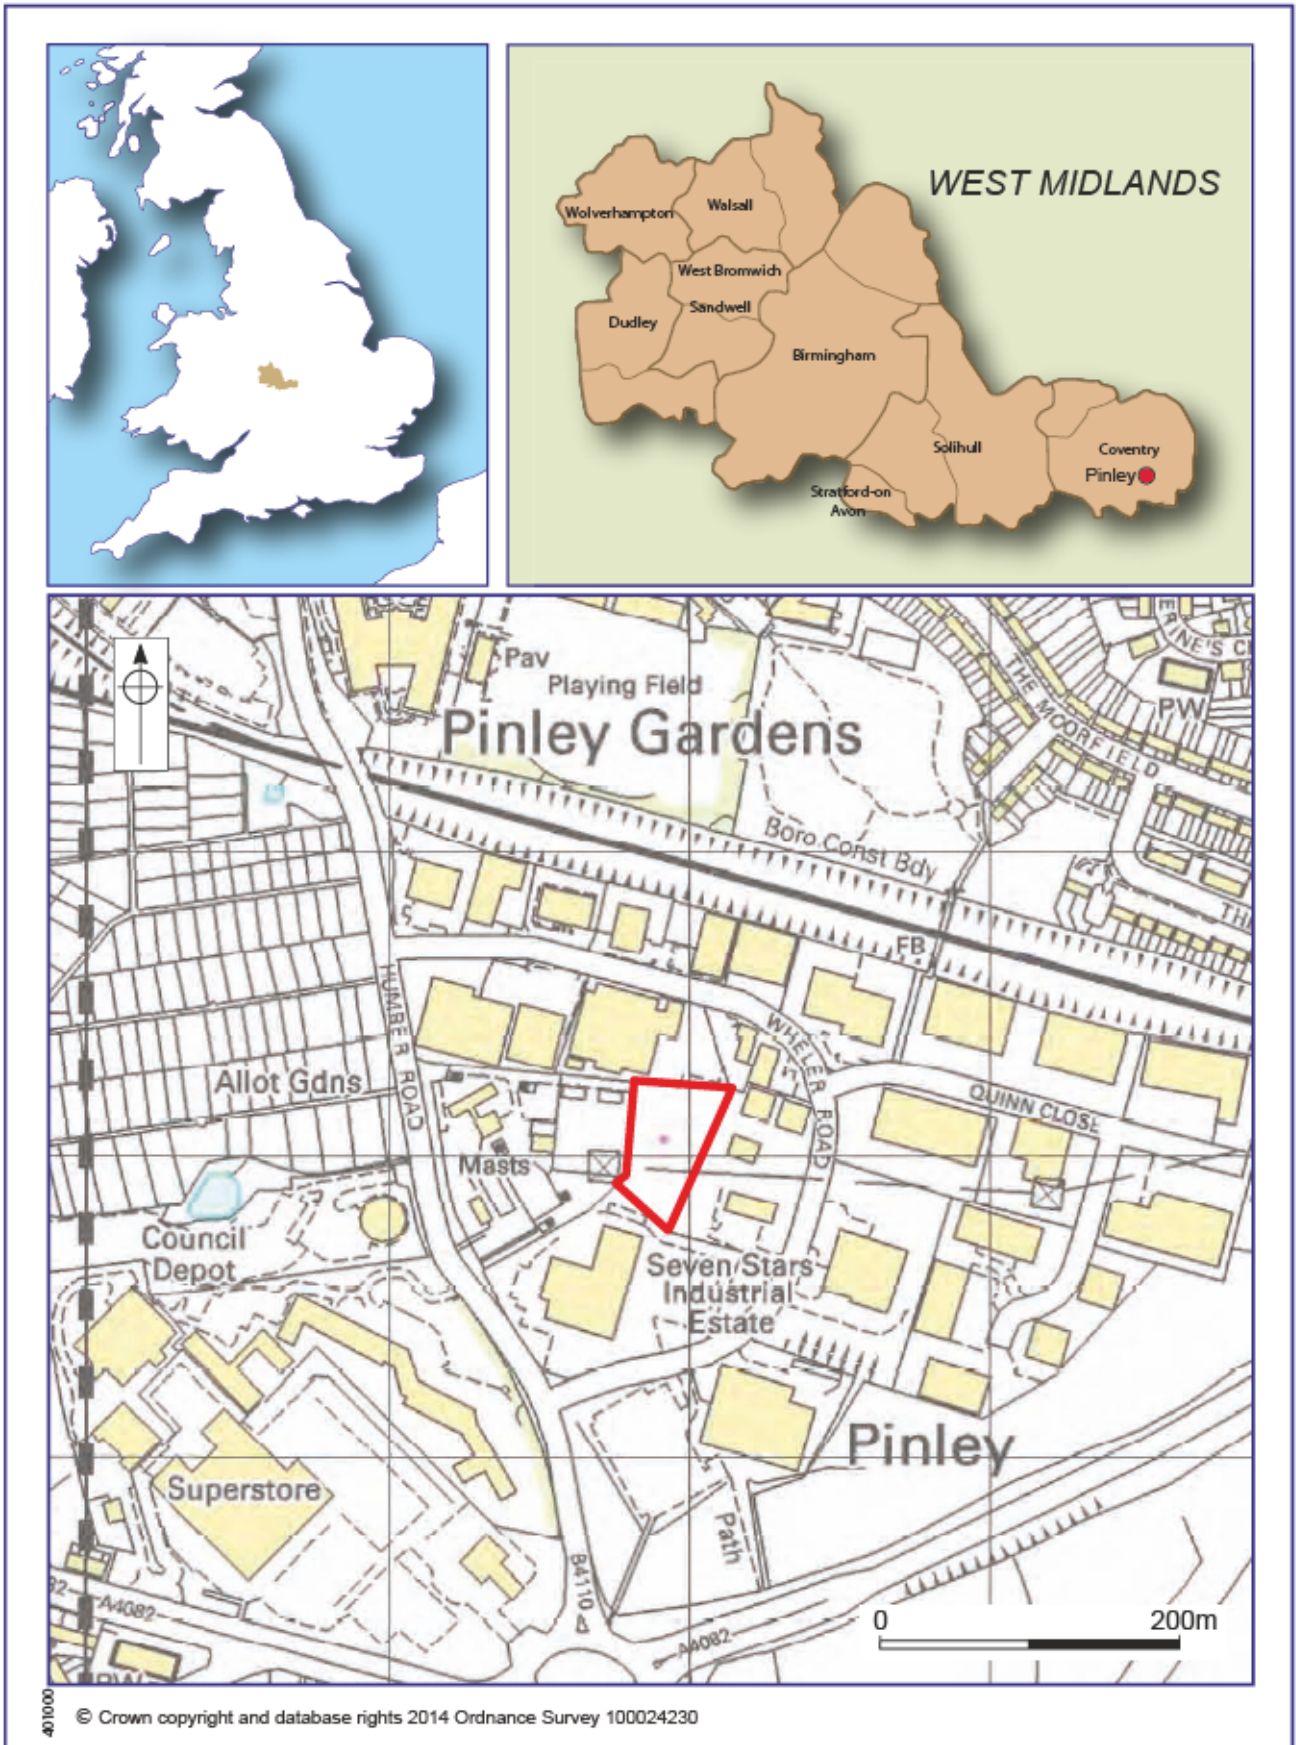 WEST MIDLANDS
Wolverhampton
Walsall
West Bromwich
Sandwell
Dudley
Birmingham
Solihull
Coventry
Pinley
Stratford-on
Avon
Pav
Playing Field
Pinley Gardens
THE MOORFIELD
PW
Boro Const Bdy
FB
HUMBER ROAD
WHELER ROAD
QUINN CLOSE
Allot Gdns
Masts
Council
Depot
Seven Stars
Industrial
Estate
Pinley
Superstore
Path
B4110
A4082
A4082
0 200m
401000
© Crown copyright and database rights 2014 Ordnance Survey 100024230